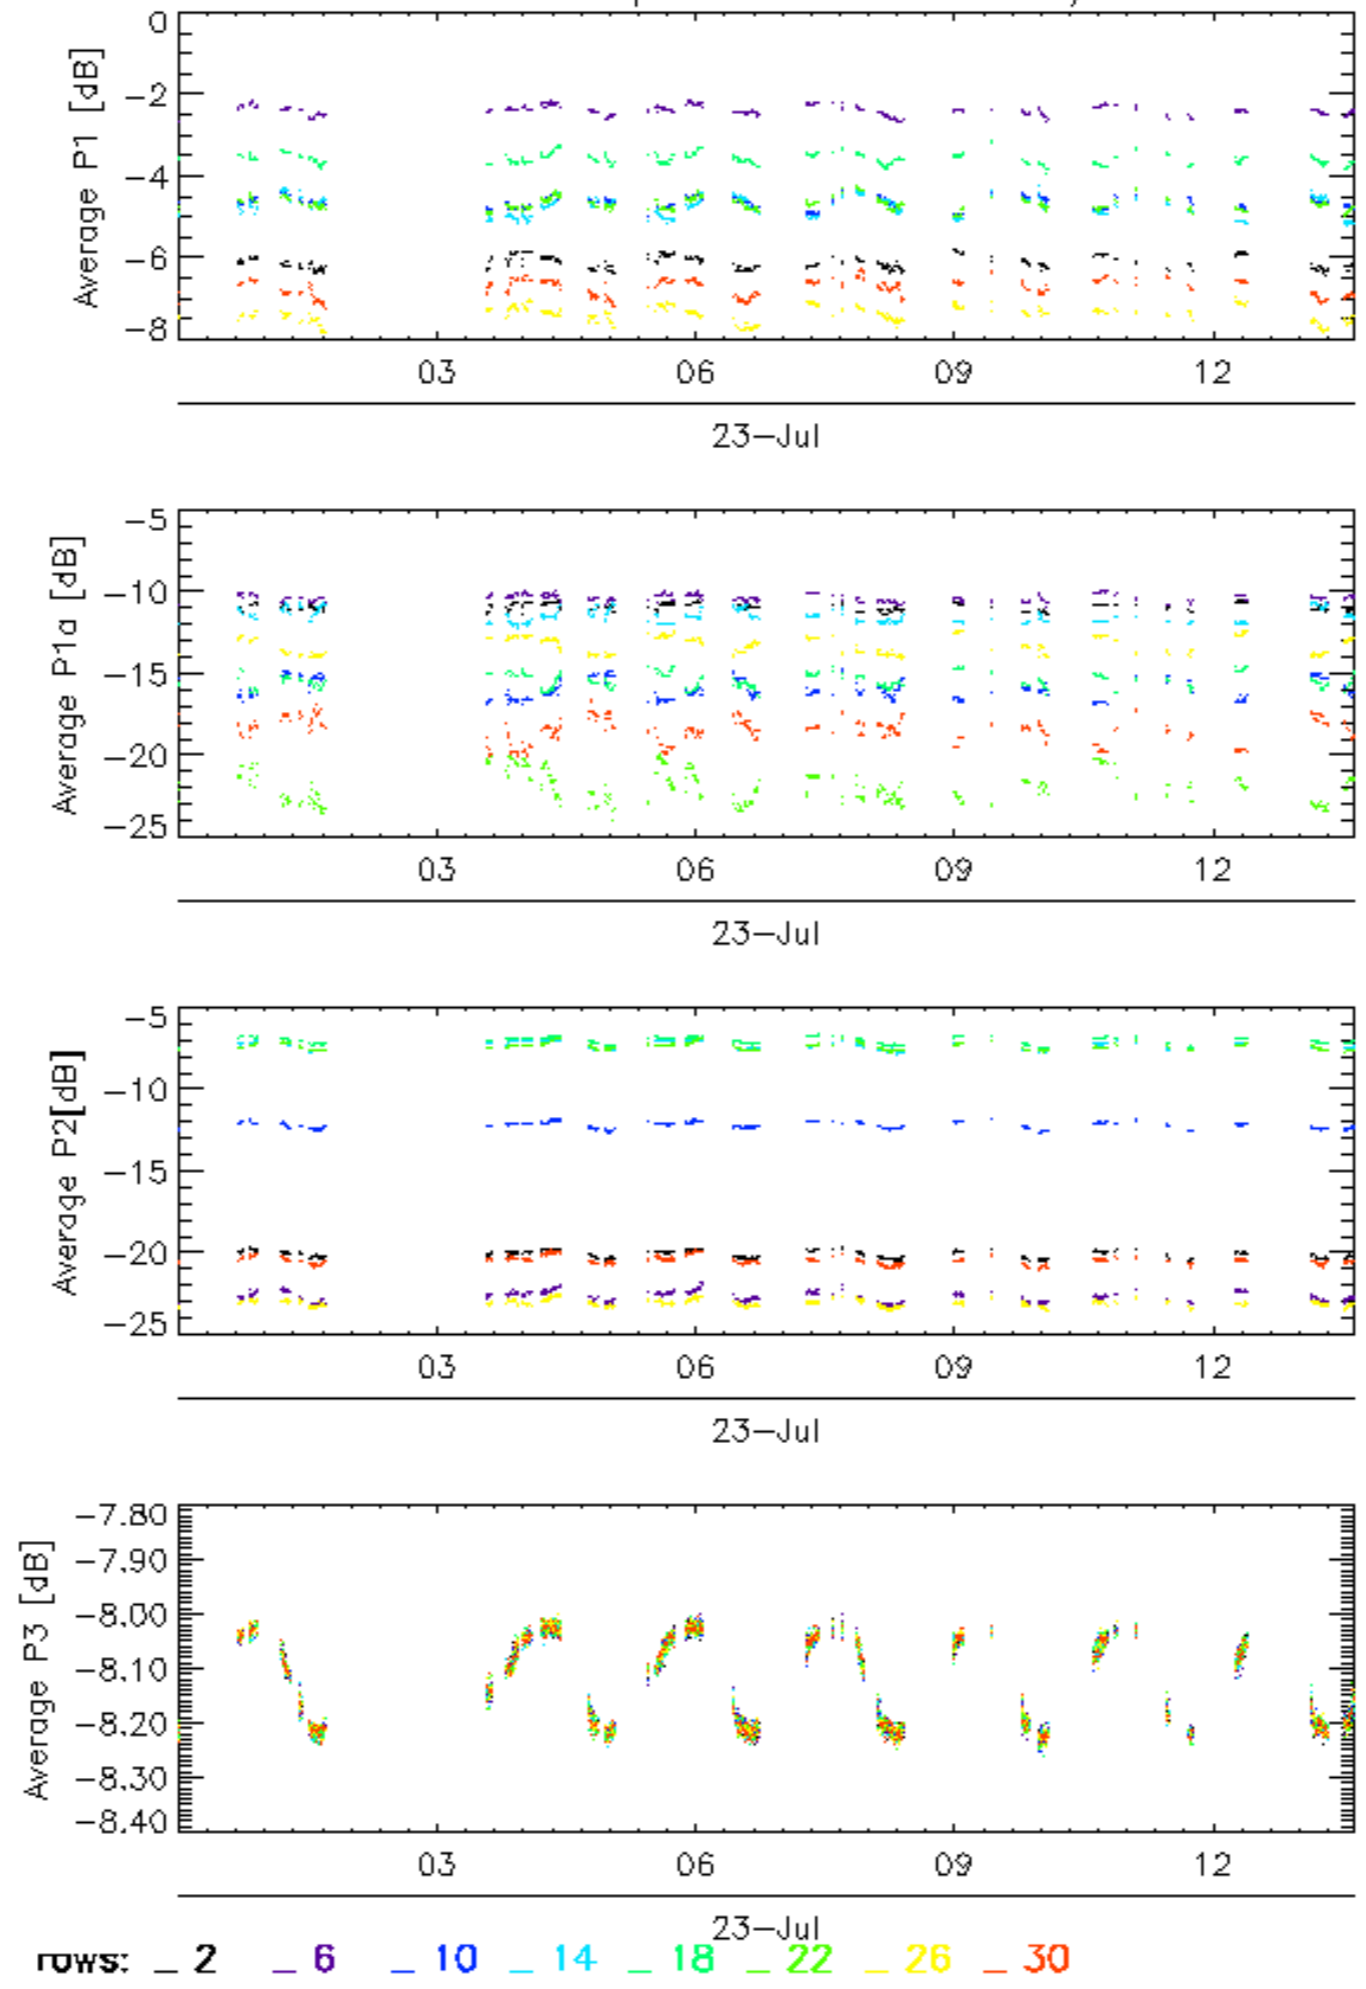 0
−2
−4
−6
−8
Average P1 [dB]
03 06 09 12
23−Jul
−5
−10
−15
−20
−25
Average P1a [dB]
03 06 09 12
23−Jul
−5
−10
−15
−20
−25
Average P2[dB]
03 06 09 12
23−Jul
−7.80
−7.90
−8.00
−8.10
−8.20
−8.30
−8.40
Average P3 [dB]
03 06 09 12
23−Jul
rows: _ 2 _ 6 _ 10 _ 14 _ 18 _ 22 _ 26 _ 30